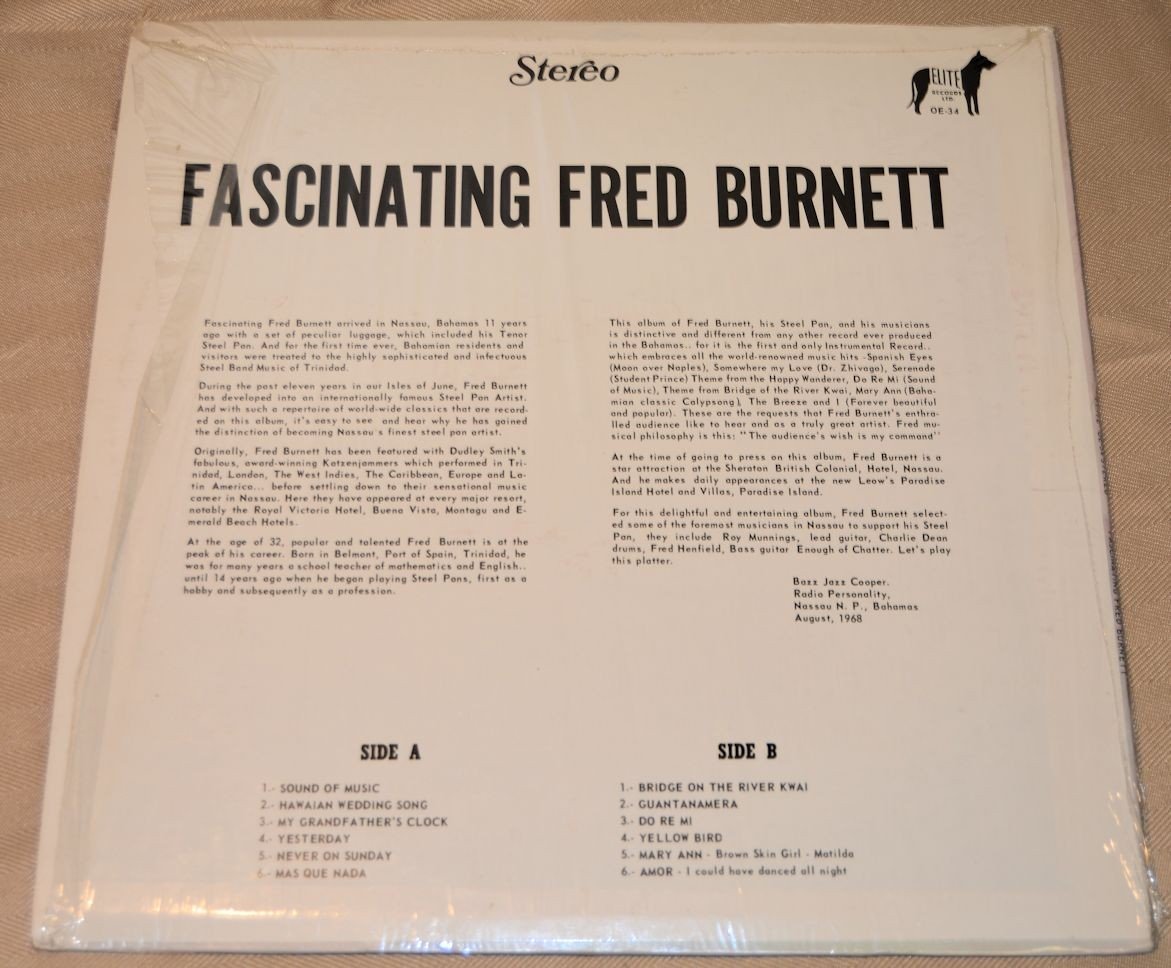 Stereo
ELITE
RECORDS
LTD.
OE-34
FASCINATING FRED BURNETT
Fascinating Fred Burnett arrived in Nassau, Bahamas 11 years
ago with a set of peculiar luggage, which included his Tenor
Steel Pan. And for the first time ever, Bahamian residents and
visitors were treated to the highly sophisticated and infectuous
Steel Band Music of Trinidad.
During the past eleven years in our Isles of June, Fred Burnett
has developed into an internationally famous Steel Pan Artist.
And with such a repertoire of world-wide classics that are record-
ed on this album, it's easy to see and hear why he has gained
the distinction of becoming Nassau's finest steel pan artist.
Originally, Fred Burnett has been featured with Dudley Smith's
fabulous, award-winning Katzenjammers which performed in Tri-
nidad, London, The West Indies, The Caribbean, Europe and La-
tin America... before settling down to their sensational music
career in Nassau. Here they have appeared at every major resort,
notably the Royal Victoria Hotel, Buena Vista, Montagu and E-
merald Beach Hotels.
At the age of 32, popular and talented Fred Burnett is at the
peak of his career. Born in Belmont, Port of Spain, Trinidad, he
was for many years a school teacher of mathematics and English..
until 14 years ago when he began playing Steel Pans, first as a
hobby and subsequently as a profession.
This album of Fred Burnett, his Steel Pan, and his musicians
is distinctive and different from any other record ever produced
in the Bahamas.. for it is the first and only Instrumental Record..
which embraces all the world-renowned music hits -Spanish Eyes
(Moon over Naples), Somewhere my Love (Dr. Zhivago), Serenade
(Student Prince) Theme from the Happy Wanderer, Do Re Mi (Sound
of Music), Theme from Bridge of the River Kwai, Mary Ann (Baha-
mian classic Calypsong), The Breeze and I (Forever beautiful
and popular). These are the requests that Fred Burnett's enthra-
lled audience like to hear and as a truly great artist. Fred mu-
sical philosophy is this: "The audience's wish is my command"
At the time of going to press on this album, Fred Burnett is a
star attraction at the Sheraton British Colonial, Hotel, Nassau.
And he makes daily appearances at the new Leow's Paradise
Island Hotel and Villas, Paradise Island.
For this delightful and entertaining album, Fred Burnett select-
ed some of the foremost musicians in Nassau to support his Steel
Pan, they include Ray Munnings, lead guitar, Charlie Dean
drums, Fred Henfield, Bass guitar Enough of Chatter. Let's play
this platter.
Bazz Jazz Cooper.
Radio Personality,
Nassau N. P., Bahamas
August, 1968
SIDE A
1.- SOUND OF MUSIC
2.- HAWAIAN WEDDING SONG
3.- MY GRANDFATHER'S CLOCK
4.- YESTERDAY
5.- NEVER ON SUNDAY
6.- MAS QUE NADA
SIDE B
1.- BRIDGE ON THE RIVER KWAI
2.- GUANTANAMERA
3.- DO RE MI
4.- YELLOW BIRD
5.- MARY ANN - Brown Skin Girl - Matilda
6.- AMOR - I could have danced all night
FRED BURNETT